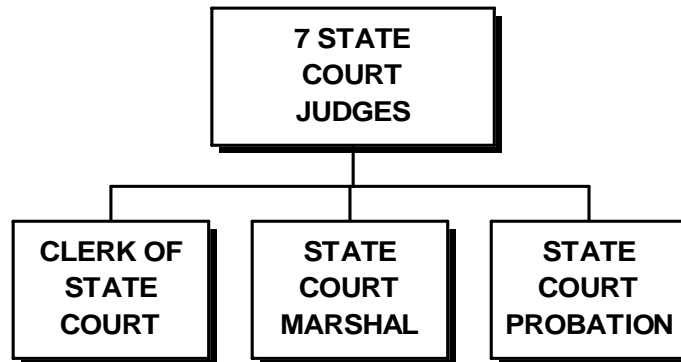 7 STATE
COURT
JUDGES
CLERK OF
STATE
COURT
STATE
COURT
MARSHAL
STATE
COURT
PROBATION